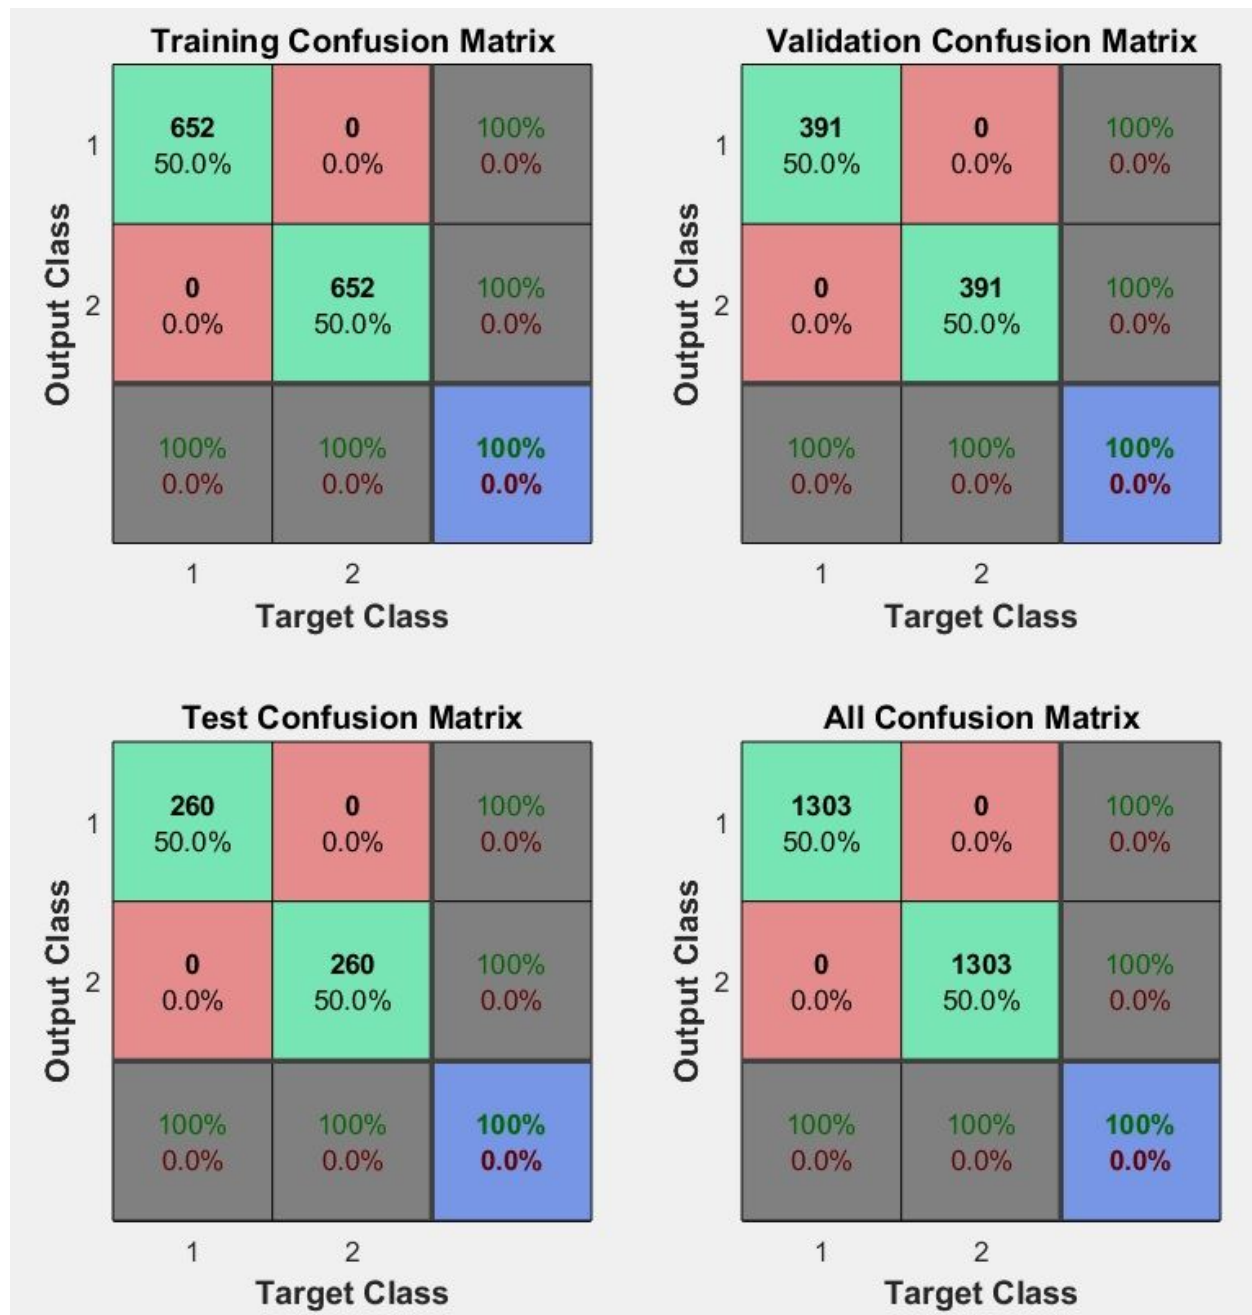 Training Confusion Matrix
652 0 100%
50.0% 0.0% 0.0%
1
0 652 100%
0.0% 50.0% 0.0%
2
100% 100% 100%
0.0% 0.0% 0.0%
1 2
Target Class
Output Class
Validation Confusion Matrix
391 0 100%
50.0% 0.0% 0.0%
1
0 391 100%
0.0% 50.0% 0.0%
2
100% 100% 100%
0.0% 0.0% 0.0%
1 2
Target Class
Output Class
Test Confusion Matrix
260 0 100%
50.0% 0.0% 0.0%
1
0 260 100%
0.0% 50.0% 0.0%
2
100% 100% 100%
0.0% 0.0% 0.0%
1 2
Target Class
Output Class
All Confusion Matrix
1303 0 100%
50.0% 0.0% 0.0%
1
0 1303 100%
0.0% 50.0% 0.0%
2
100% 100% 100%
0.0% 0.0% 0.0%
1 2
Target Class
Output Class